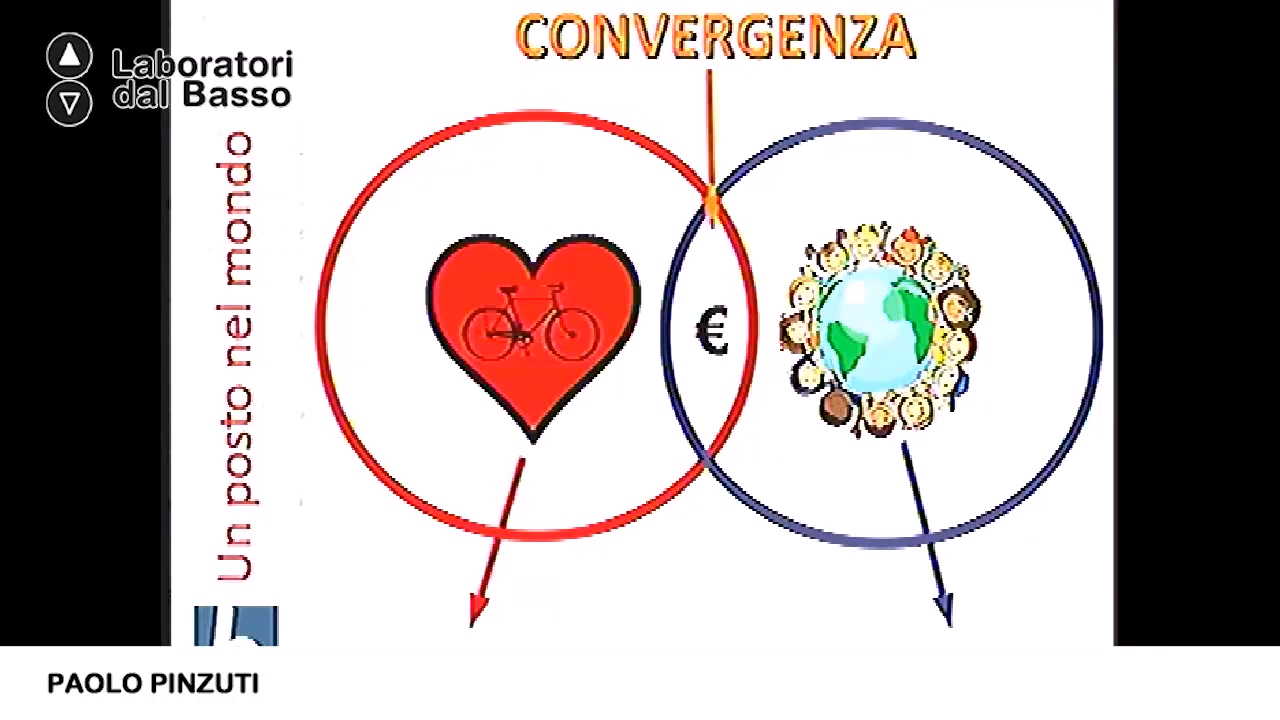 CONVERGENZA
Laboratori
dal Basso
Un posto nel mondo
€
PAOLO PINZUTI